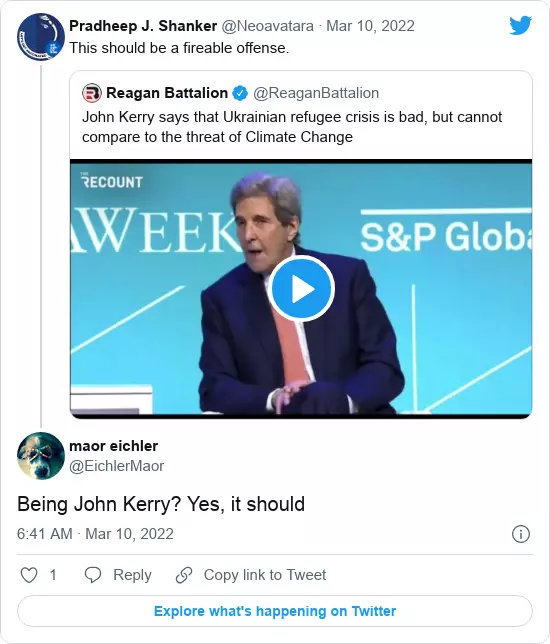 Pradheep J. Shanker @Neoavatara · Mar 10, 2022
This should be a fireable offense.
Reagan Battalion @ReaganBattalion
John Kerry says that Ukrainian refugee crisis is bad, but cannot
compare to the threat of Climate Change
THE
RECOUNT
AWEEK
S&P Globa
maor eichler
@EichlerMaor
Being John Kerry? Yes, it should
6:41 AM · Mar 10, 2022
1 Reply Copy link to Tweet
Explore what's happening on Twitter